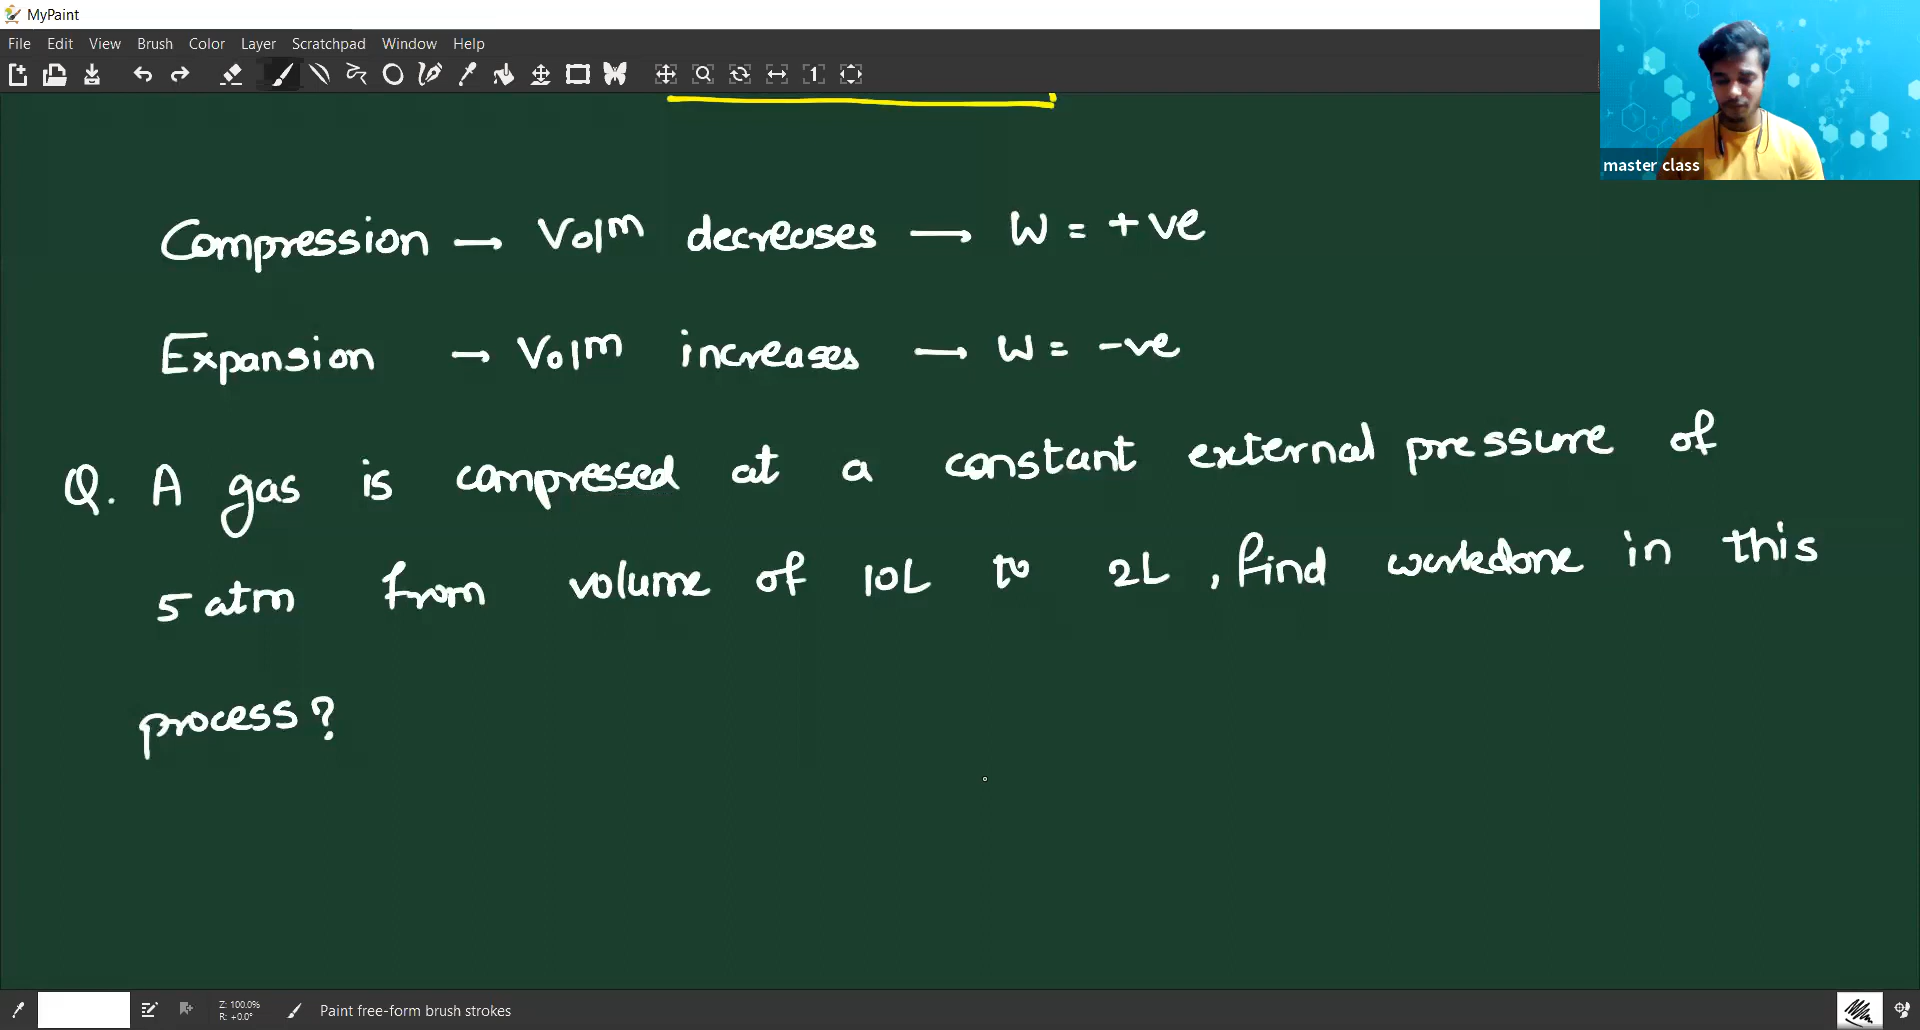 MyPaint
File Edit View Brush Color Layer Scratchpad Window Help
master class
Compression → Volm decreases → W = +ve
Expansion → Volm increases → W = -ve
Q. A gas is compressed at a constant external pressure of
5 atm from volume of 10L to 2L, find workdone in this
process?
Z: 100.0%
R: +0.0°
Paint free-form brush strokes